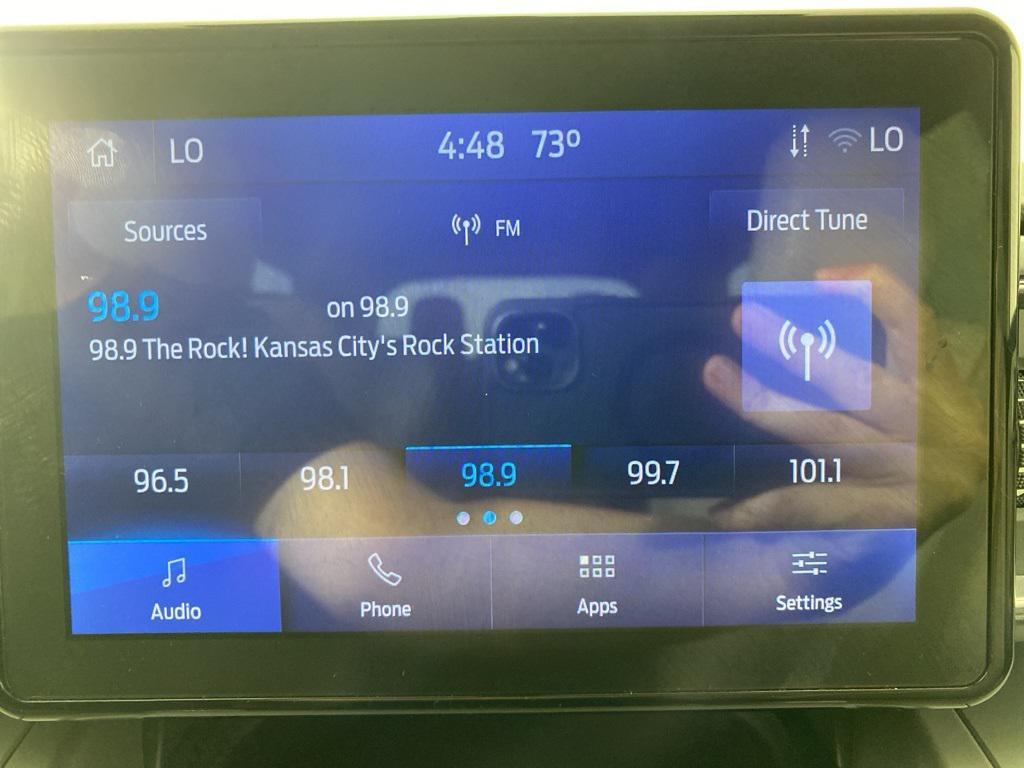 LO 4:48 73° LO
Sources FM Direct Tune
98.9 on 98.9
98.9 The Rock! Kansas City's Rock Station
96.5 98.1 98.9 99.7 101.1
Audio Phone Apps Settings